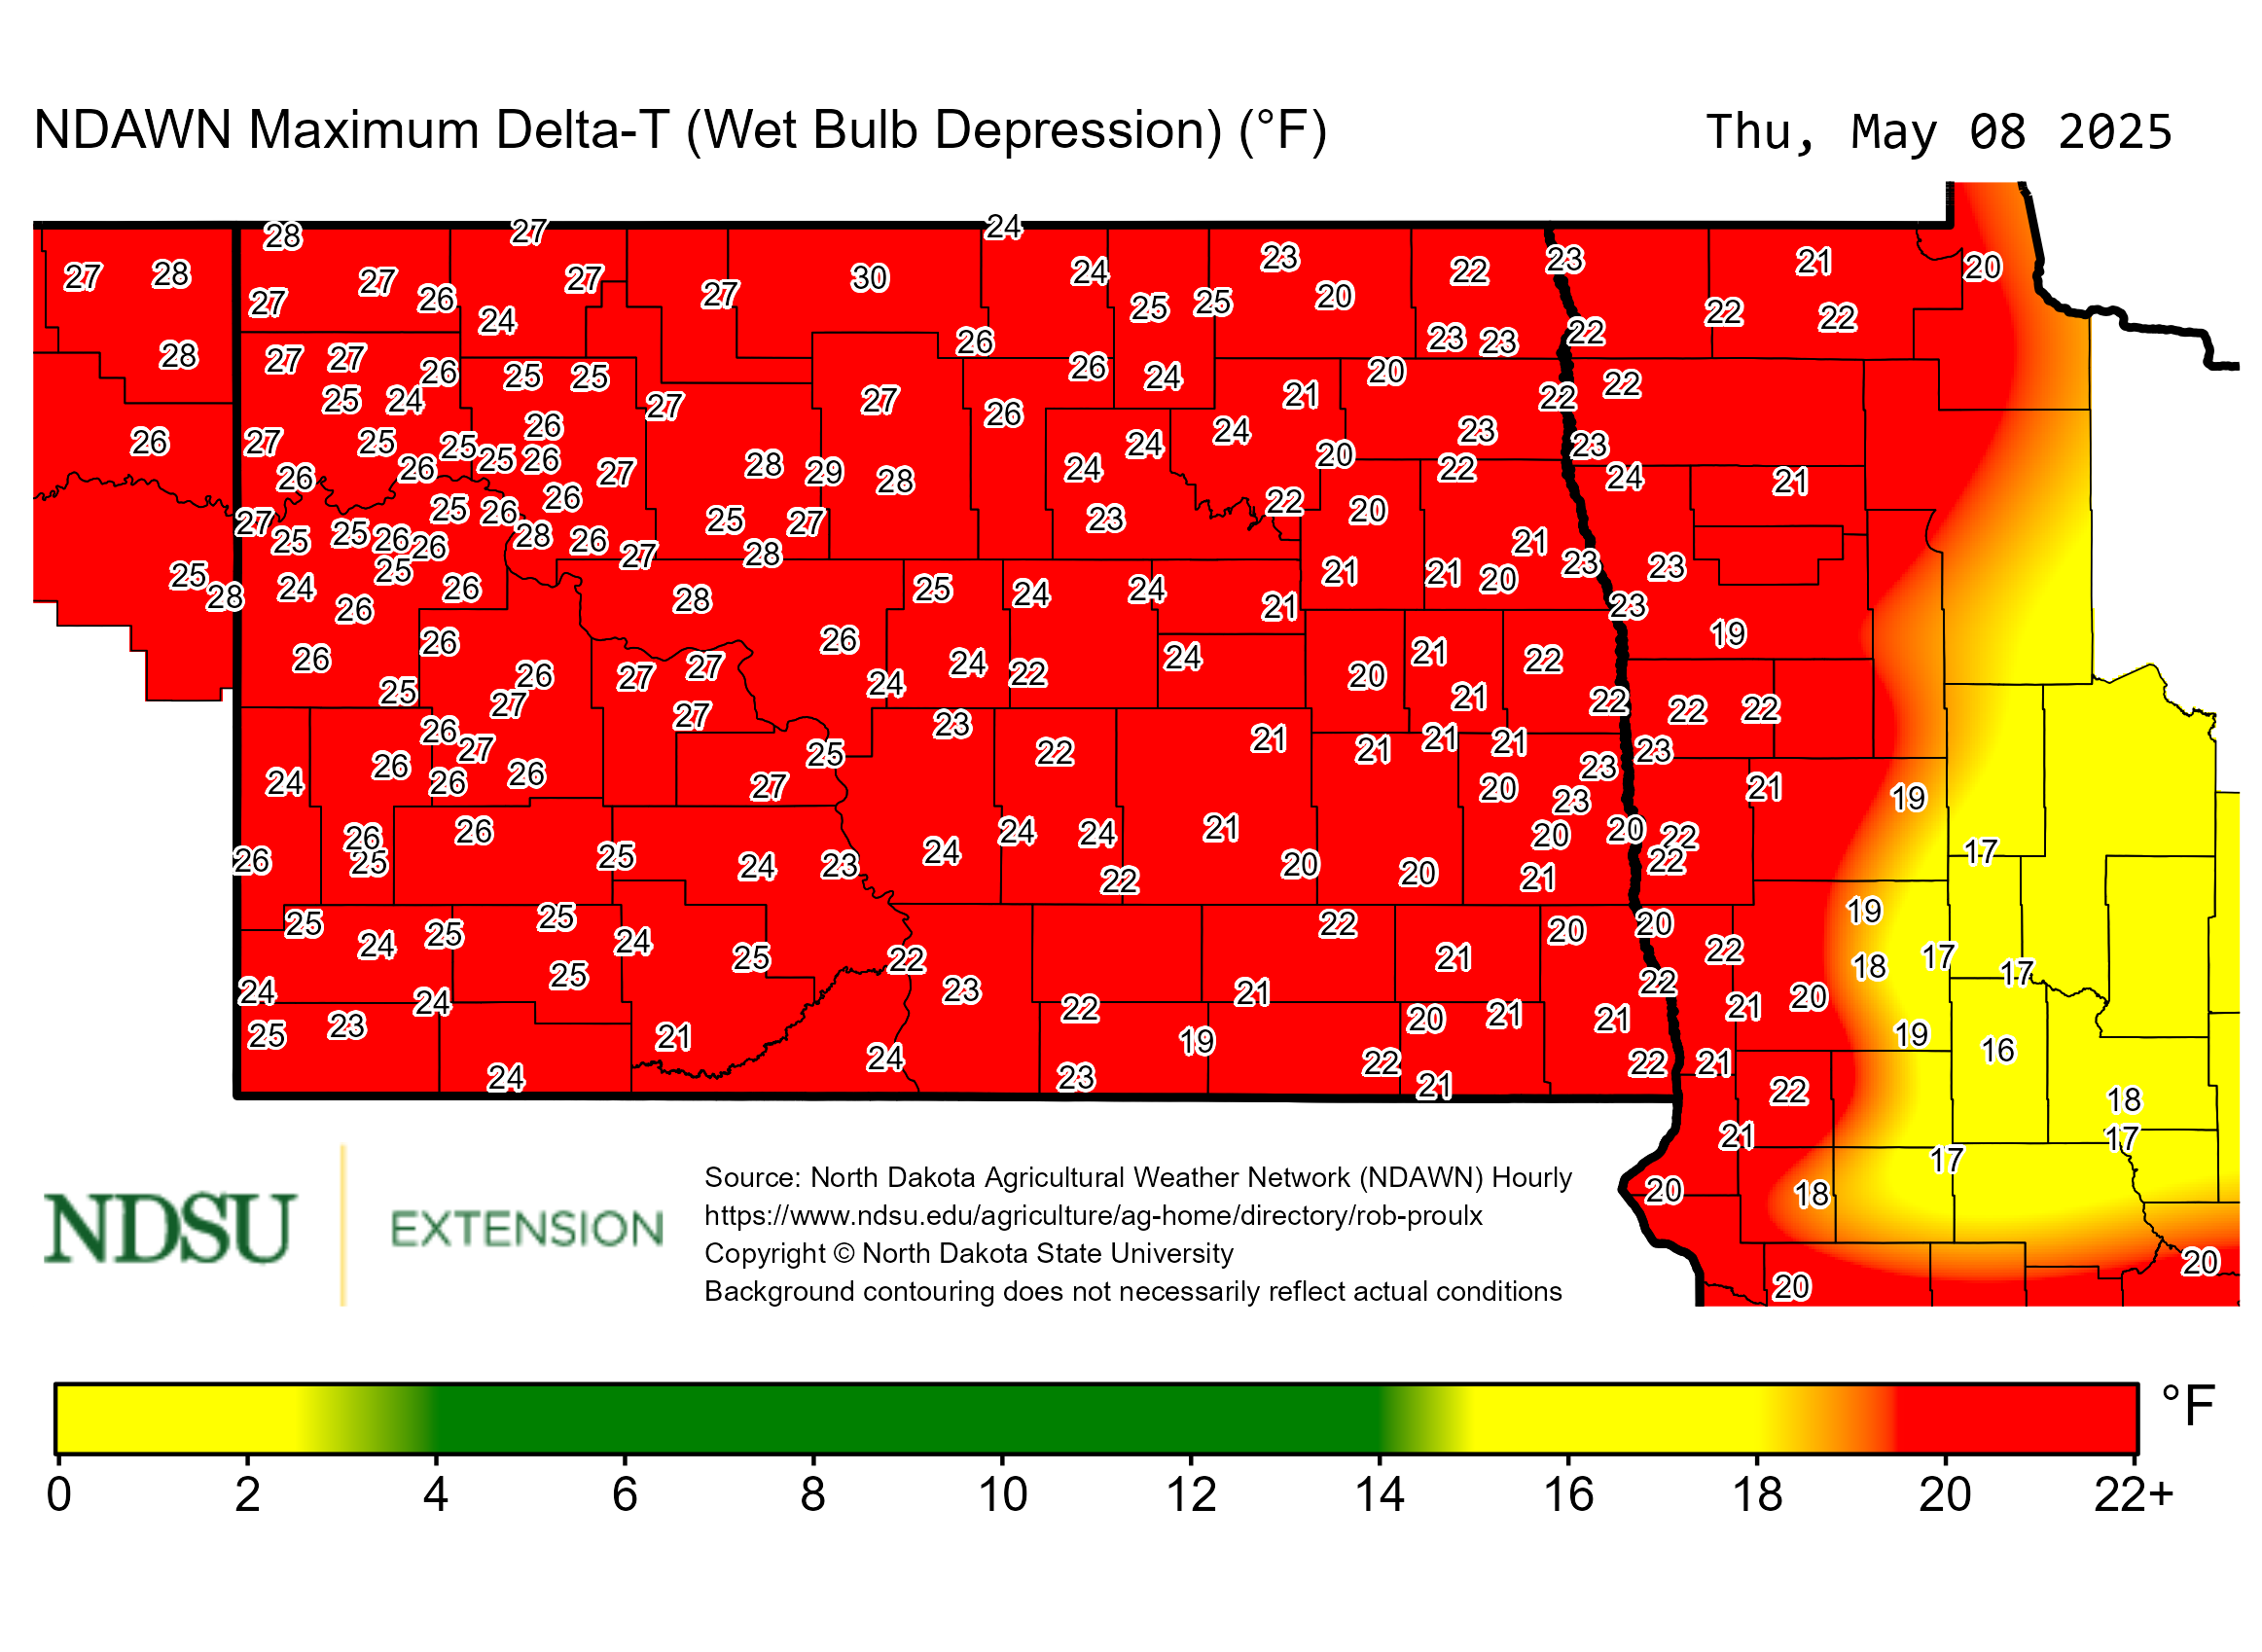 NDAWN Maximum Delta-T (Wet Bulb Depression) (°F) Thu, May 08 2025
28 27 24
27 28 27 27 30 24 23 22 23 21 20
27 26 24 27 25 25 20 22 22
28 27 27 26 23 23 22
26 25 25 26 24 20 22
25 24 27 27 26 21 22
26 27 25 25 26 24 24 23 23
26 26 25 26 27 28 29 28 24 20 22 24 21
25 26 26 25 27 23 22 20
27 25 25 26 26 28 26 27 28 21 23 23
25 28 24 25 26 28 25 24 24 21 21 20
26 26 26 21 23 19
26 25 26 27 27 24 24 22 24 20 21 22
27 27 23 21 22 22 22
26 27 25 22 21 21 21 21 23
24 26 26 26 27 20 23 23 21 19
26 26 24 24 21 20 20 22 17
26 25 25 24 23 24 22 20 20 21 22
25 24 25 25 24 22 20 20 19
25 25 22 21 22 18 17 17
24 24 23 22 21 22 21 20
25 23 21 19 20 21 21 19 16
24 24 23 22 21 22 21 22 18
21 17
20 18 17
20 20
NDSU EXTENSION
Source: North Dakota Agricultural Weather Network (NDAWN) Hourly
https://www.ndsu.edu/agriculture/ag-home/directory/rob-proulx
Copyright © North Dakota State University
Background contouring does not necessarily reflect actual conditions
°F
0 2 4 6 8 10 12 14 16 18 20 22+